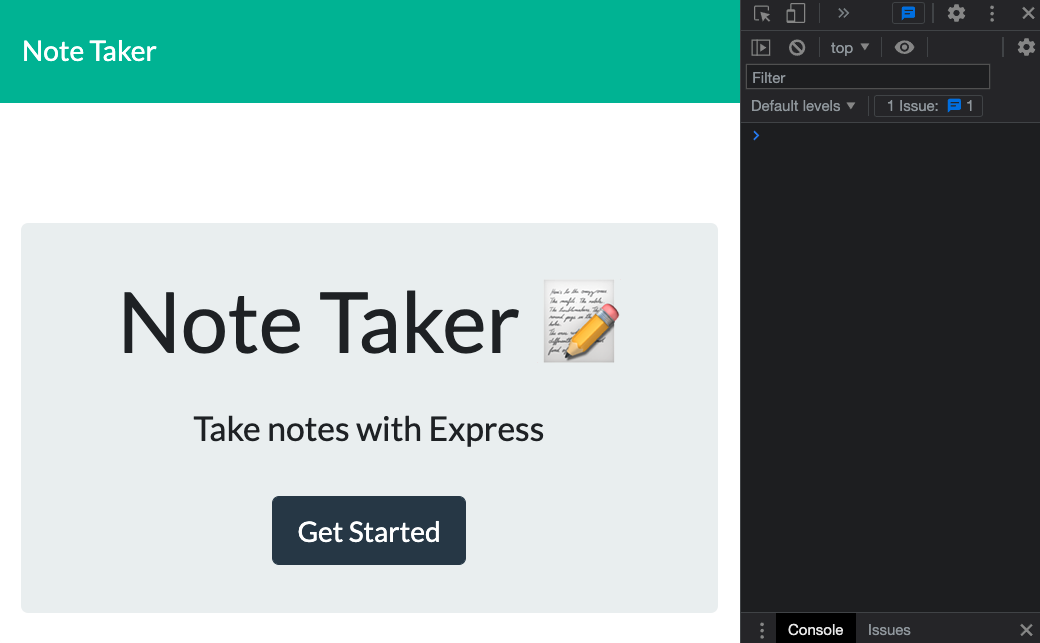 Note Taker
Note Taker
Take notes with Express
Get Started
top
Filter
Default levels
1 Issue: 1
Console Issues